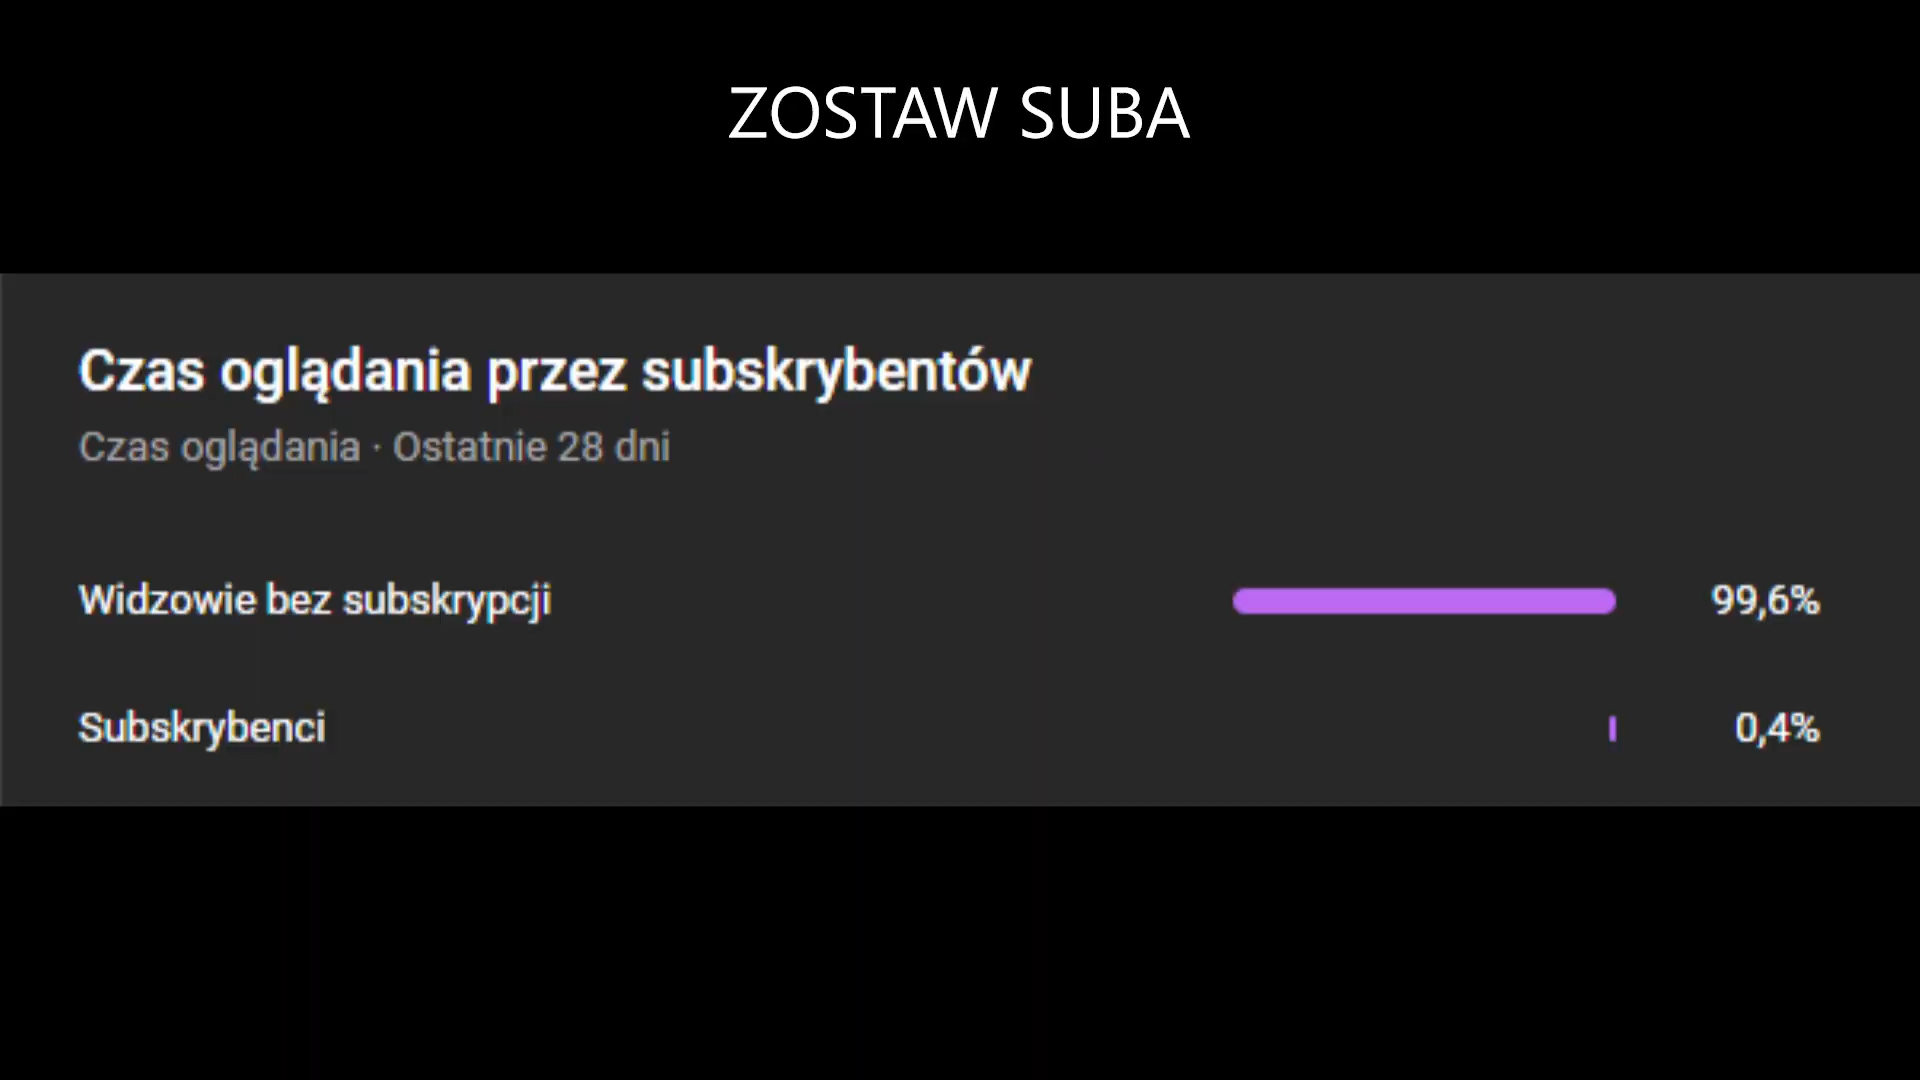 ZOSTAW SUBA
Czas oglądania przez subskrybentów
Czas oglądania · Ostatnie 28 dni
Widzowie bez subskrypcji 99,6%
Subskrybenci 0,4%